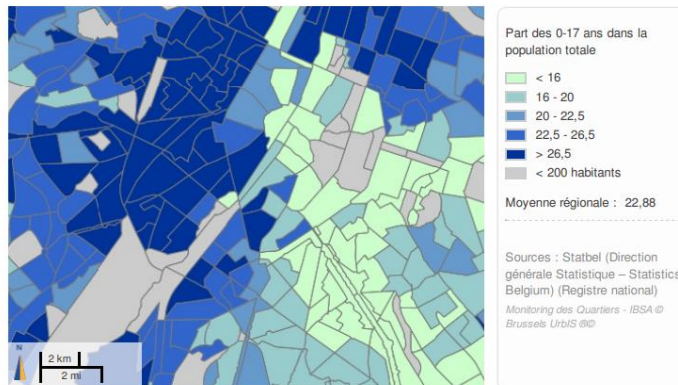 Part des 0-17 ans dans la
population totale
< 16
16 - 20
20 - 22,5
22,5 - 26,5
> 26,5
< 200 habitants
Moyenne régionale : 22,88
Sources : Statbel (Direction
générale Statistique – Statistics
Belgium) (Registre national)
Monitoring des Quartiers - IBSA ©
Brussels UrbIS ®©
N
2 km
2 mi